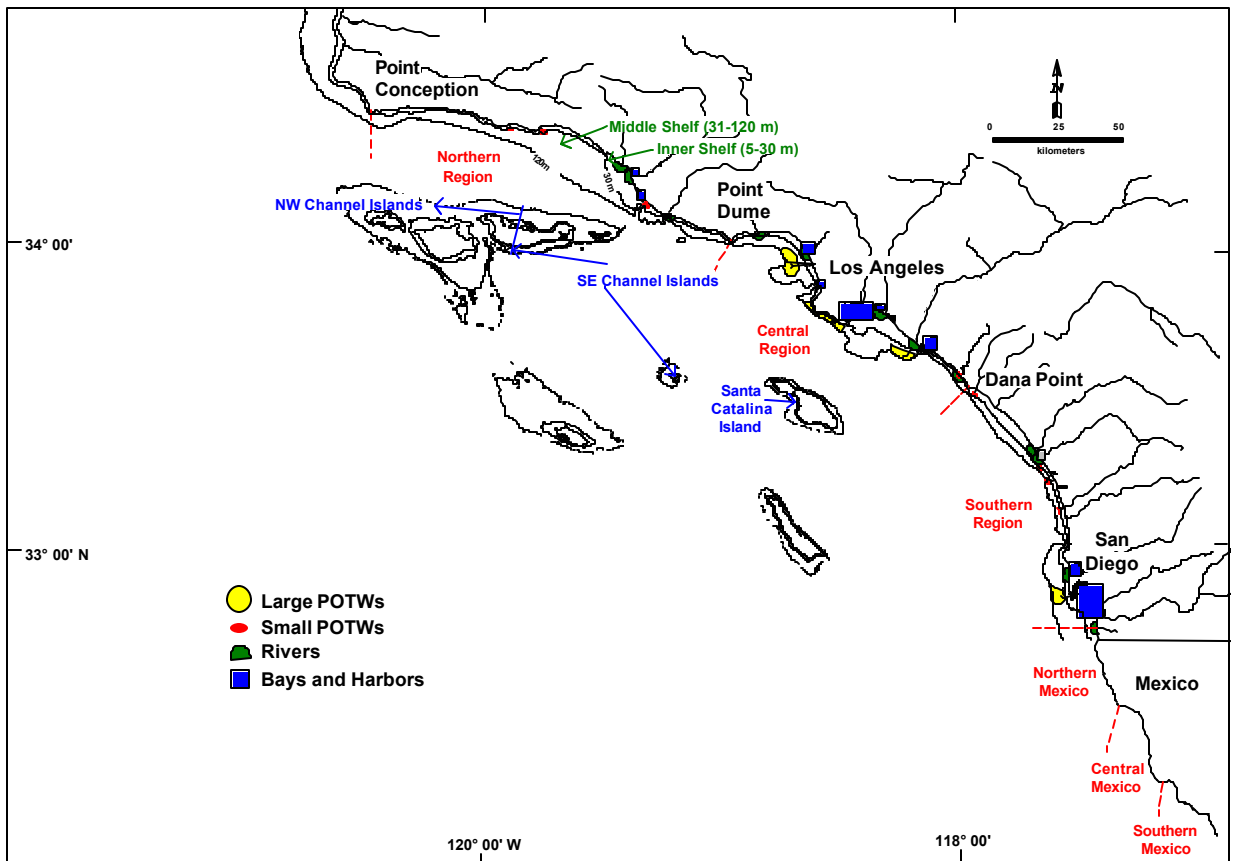 Point
Conception
N
0 25 50
kilometers
Middle Shelf (31-120 m)
Inner Shelf (5-30 m)
120m
30m
Northern
Region
Point
Dume
NW Channel Islands
34° 00'
SE Channel Islands
Los Angeles
Central
Region
Santa
Catalina
Island
Dana Point
Southern
Region
33° 00' N
San
Diego
Large POTWs
Small POTWs
Rivers
Bays and Harbors
Northern
Mexico
Mexico
Central
Mexico
Southern
Mexico
120° 00' W
118° 00'